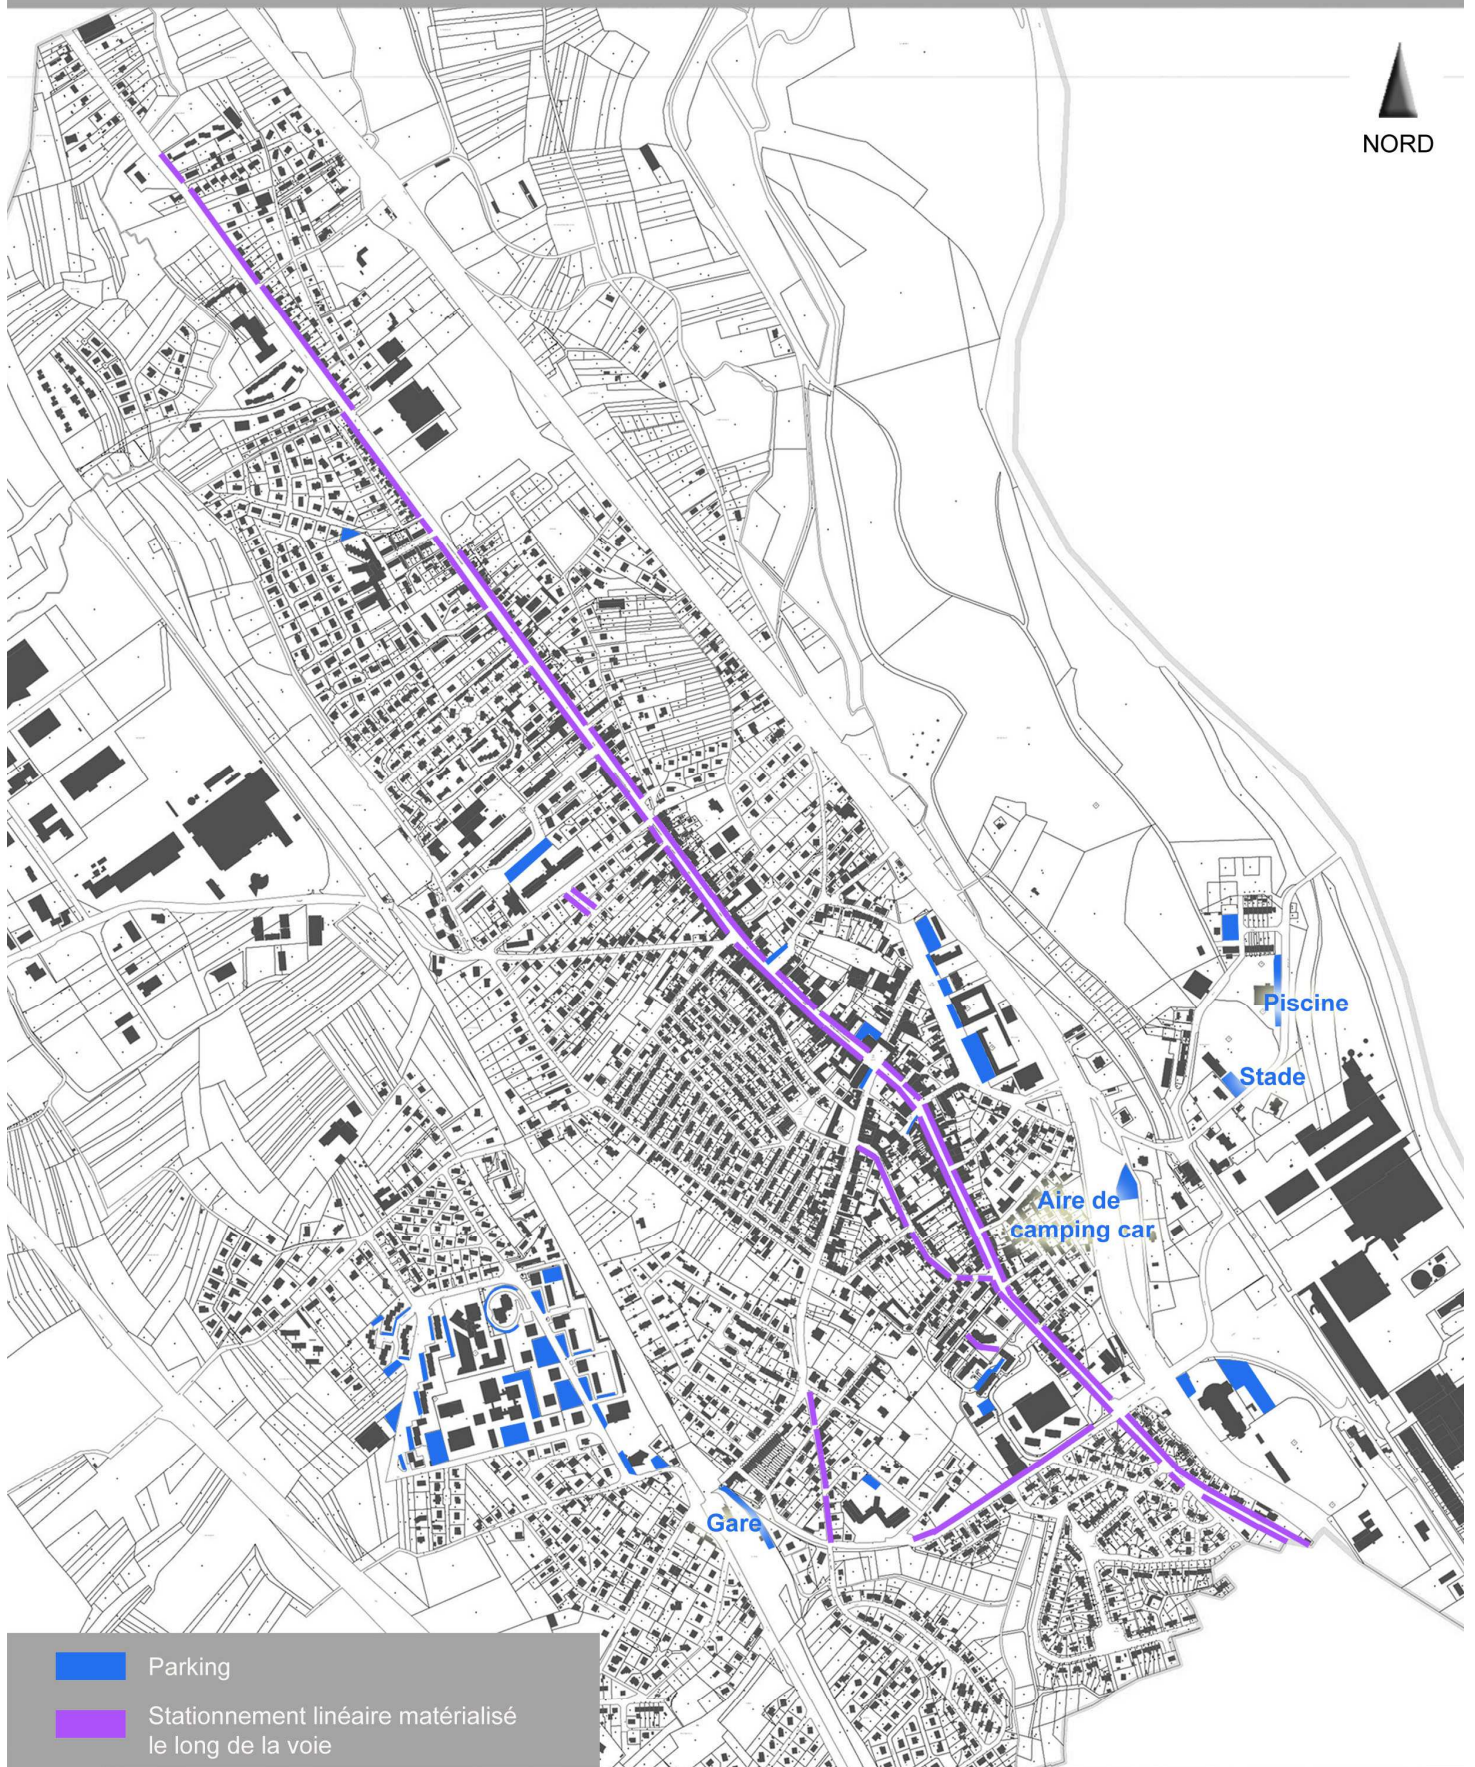 NORD
Piscine
Stade
Aire de
camping car
Gare
Parking
Stationnement linéaire matérialisé
le long de la voie